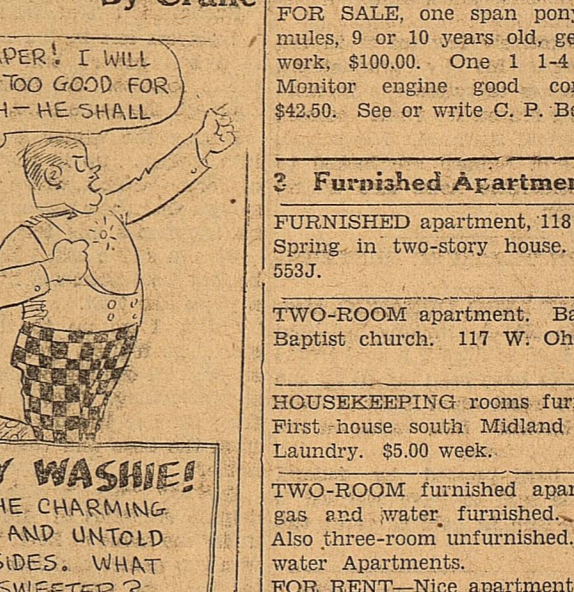 By Crane
APER! I WILL
TOO GOOD FOR
H—HE SHALL
Y WASHIE!
HE CHARMING
AND UNTOLD
SIDES. WHAT
SWEETER?
FOR SALE, one span pony
mules, 9 or 10 years old, ge
work, $100.00. One 1 1-4
Monitor engine good con
$42.50. See or write C. P. Be
3 Furnished Apartmen
FURNISHED apartment, 118
Spring in two-story house.
553J.
TWO-ROOM apartment. Ba
Baptist church. 117 W. Oh
HOUSEKEEPING rooms fur
First house south Midland
Laundry. $5.00 week.
TWO-ROOM furnished apar
gas and water furnished.
Also three-room unfurnished.
water Apartments.
FOR RENT—Nice apartment